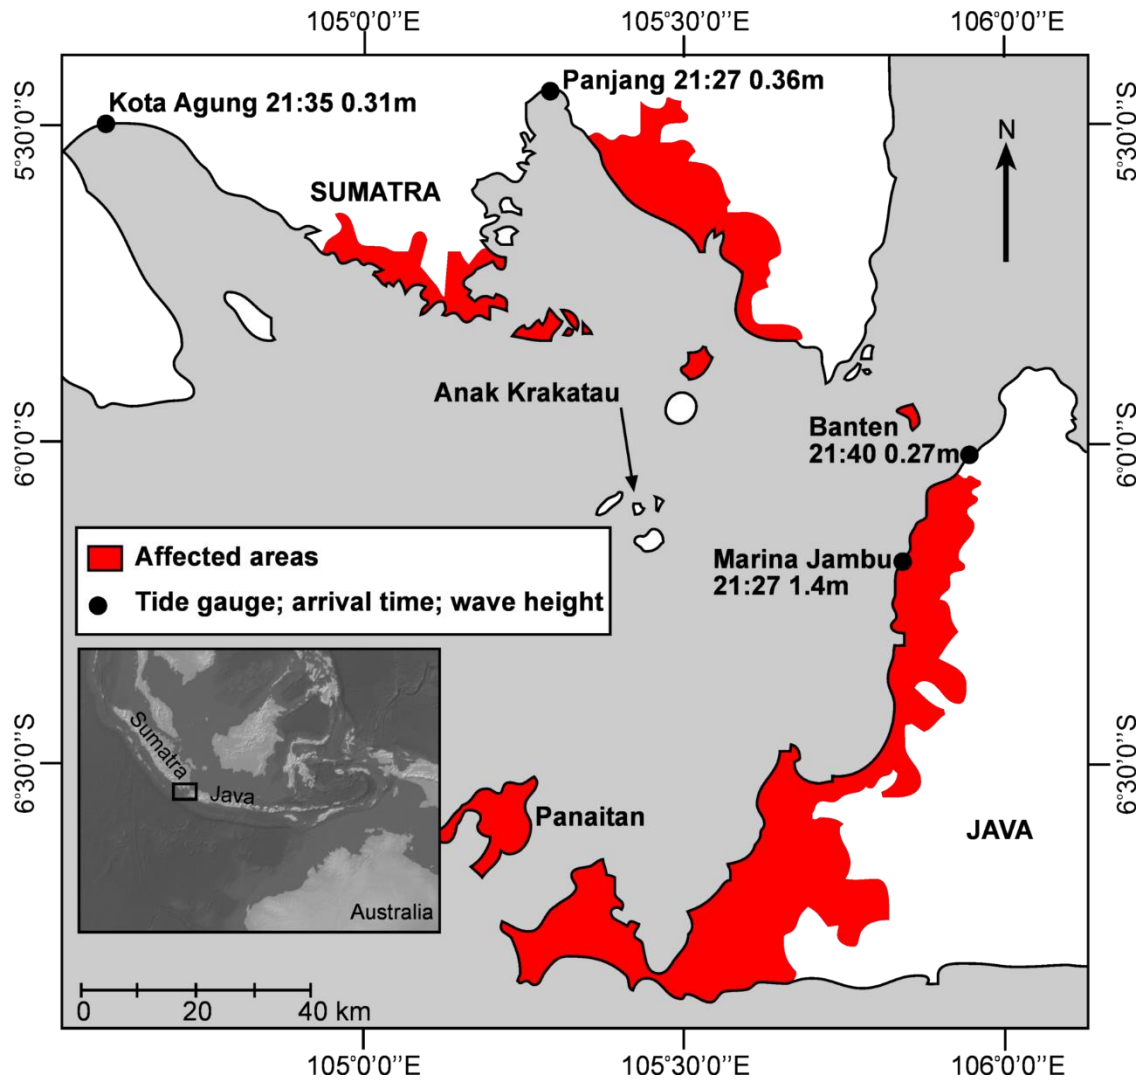 105°0'0''E
105°30'0''E
106°0'0''E
5°30'0''S
5°30'0''S
Kota Agung 21:35 0.31m
Panjang 21:27 0.36m
N
SUMATRA
Anak Krakatau
6°0'0''S
6°0'0''S
Banten
21:40 0.27m
Affected areas
Tide gauge; arrival time; wave height
Marina Jambu
21:27 1.4m
Sumatra
Java
Australia
6°30'0''S
6°30'0''S
Panaitan
JAVA
0 20 40 km
105°0'0''E
105°30'0''E
106°0'0''E